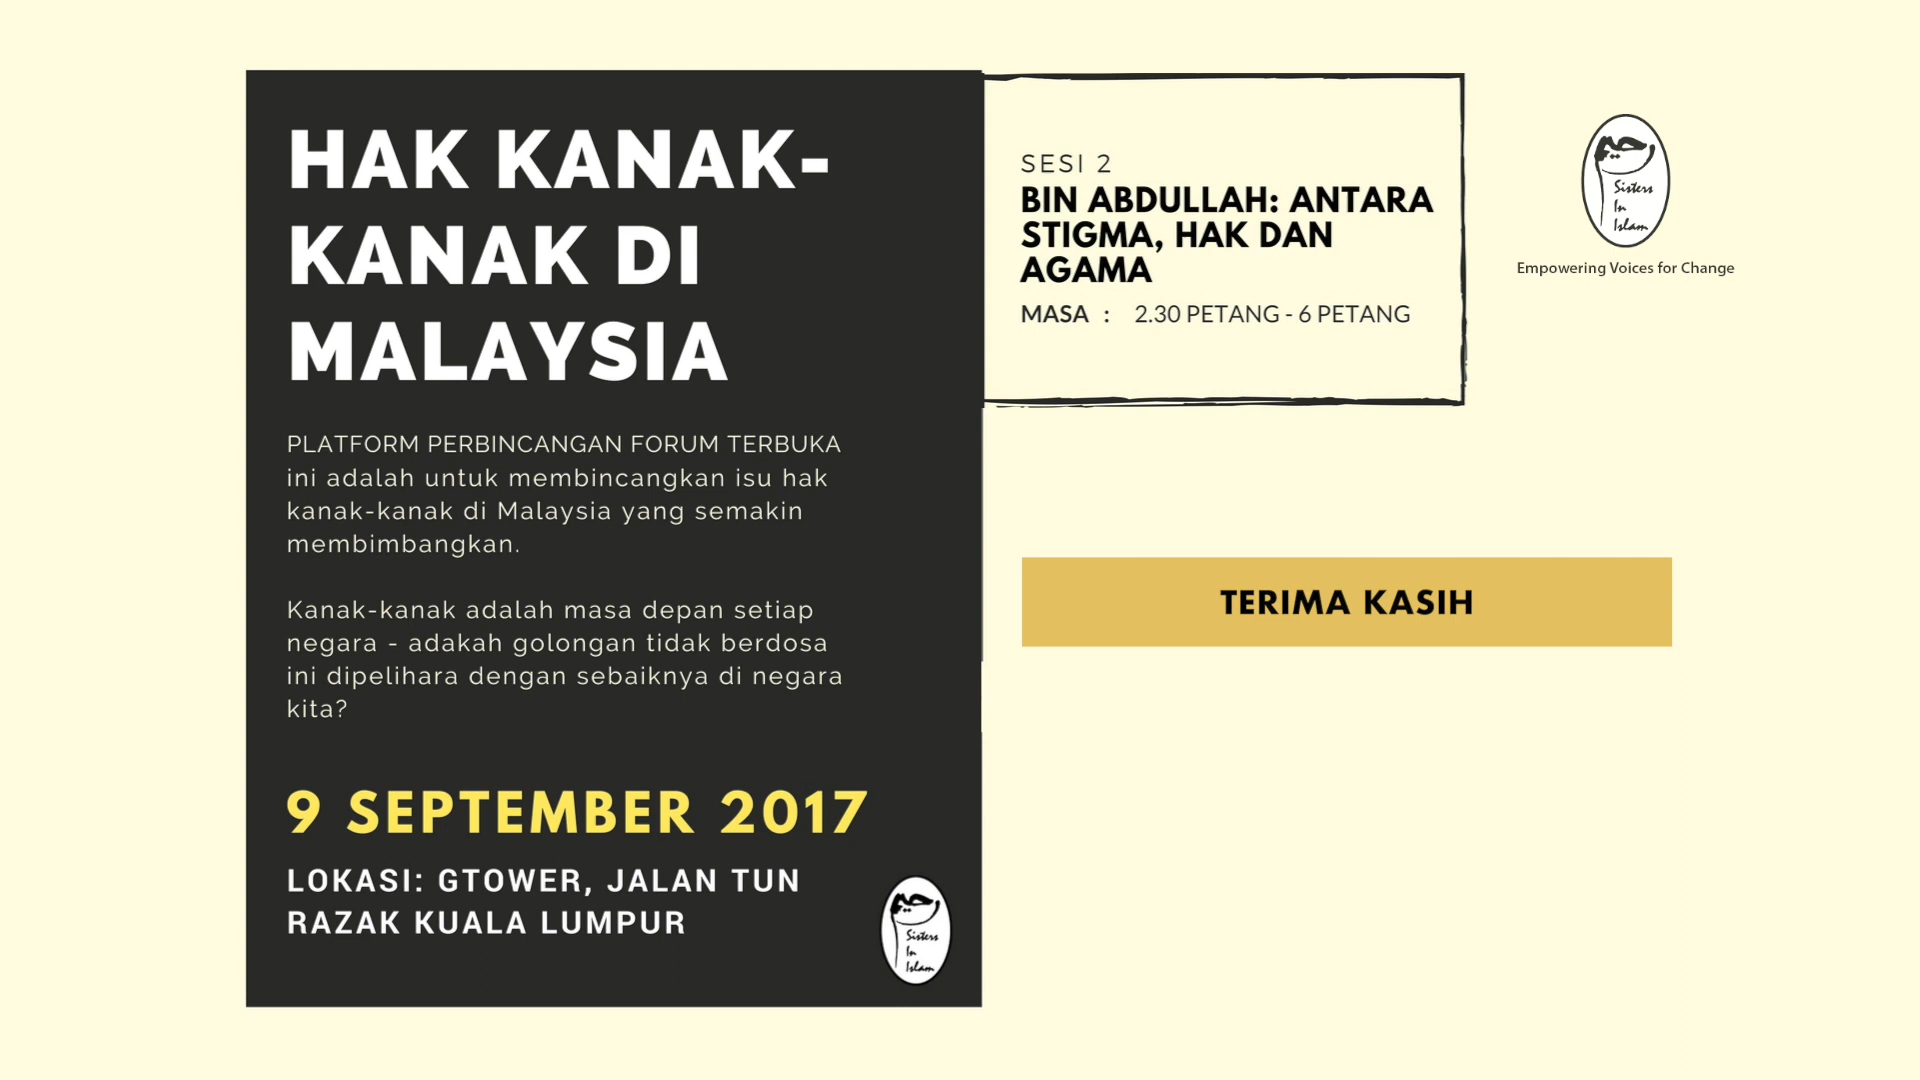 HAK KANAK-
KANAK DI
MALAYSIA
PLATFORM PERBINCANGAN FORUM TERBUKA
ini adalah untuk membincangkan isu hak
kanak-kanak di Malaysia yang semakin
membimbangkan.
Kanak-kanak adalah masa depan setiap
negara - adakah golongan tidak berdosa
ini dipelihara dengan sebaiknya di negara
kita?
9 SEPTEMBER 2017
LOKASI: GTOWER, JALAN TUN
RAZAK KUALA LUMPUR
Sisters
In
Islam
SESI 2
BIN ABDULLAH: ANTARA
STIGMA, HAK DAN
AGAMA
MASA : 2.30 PETANG - 6 PETANG
Sisters
In
Islam
Empowering Voices for Change
TERIMA KASIH